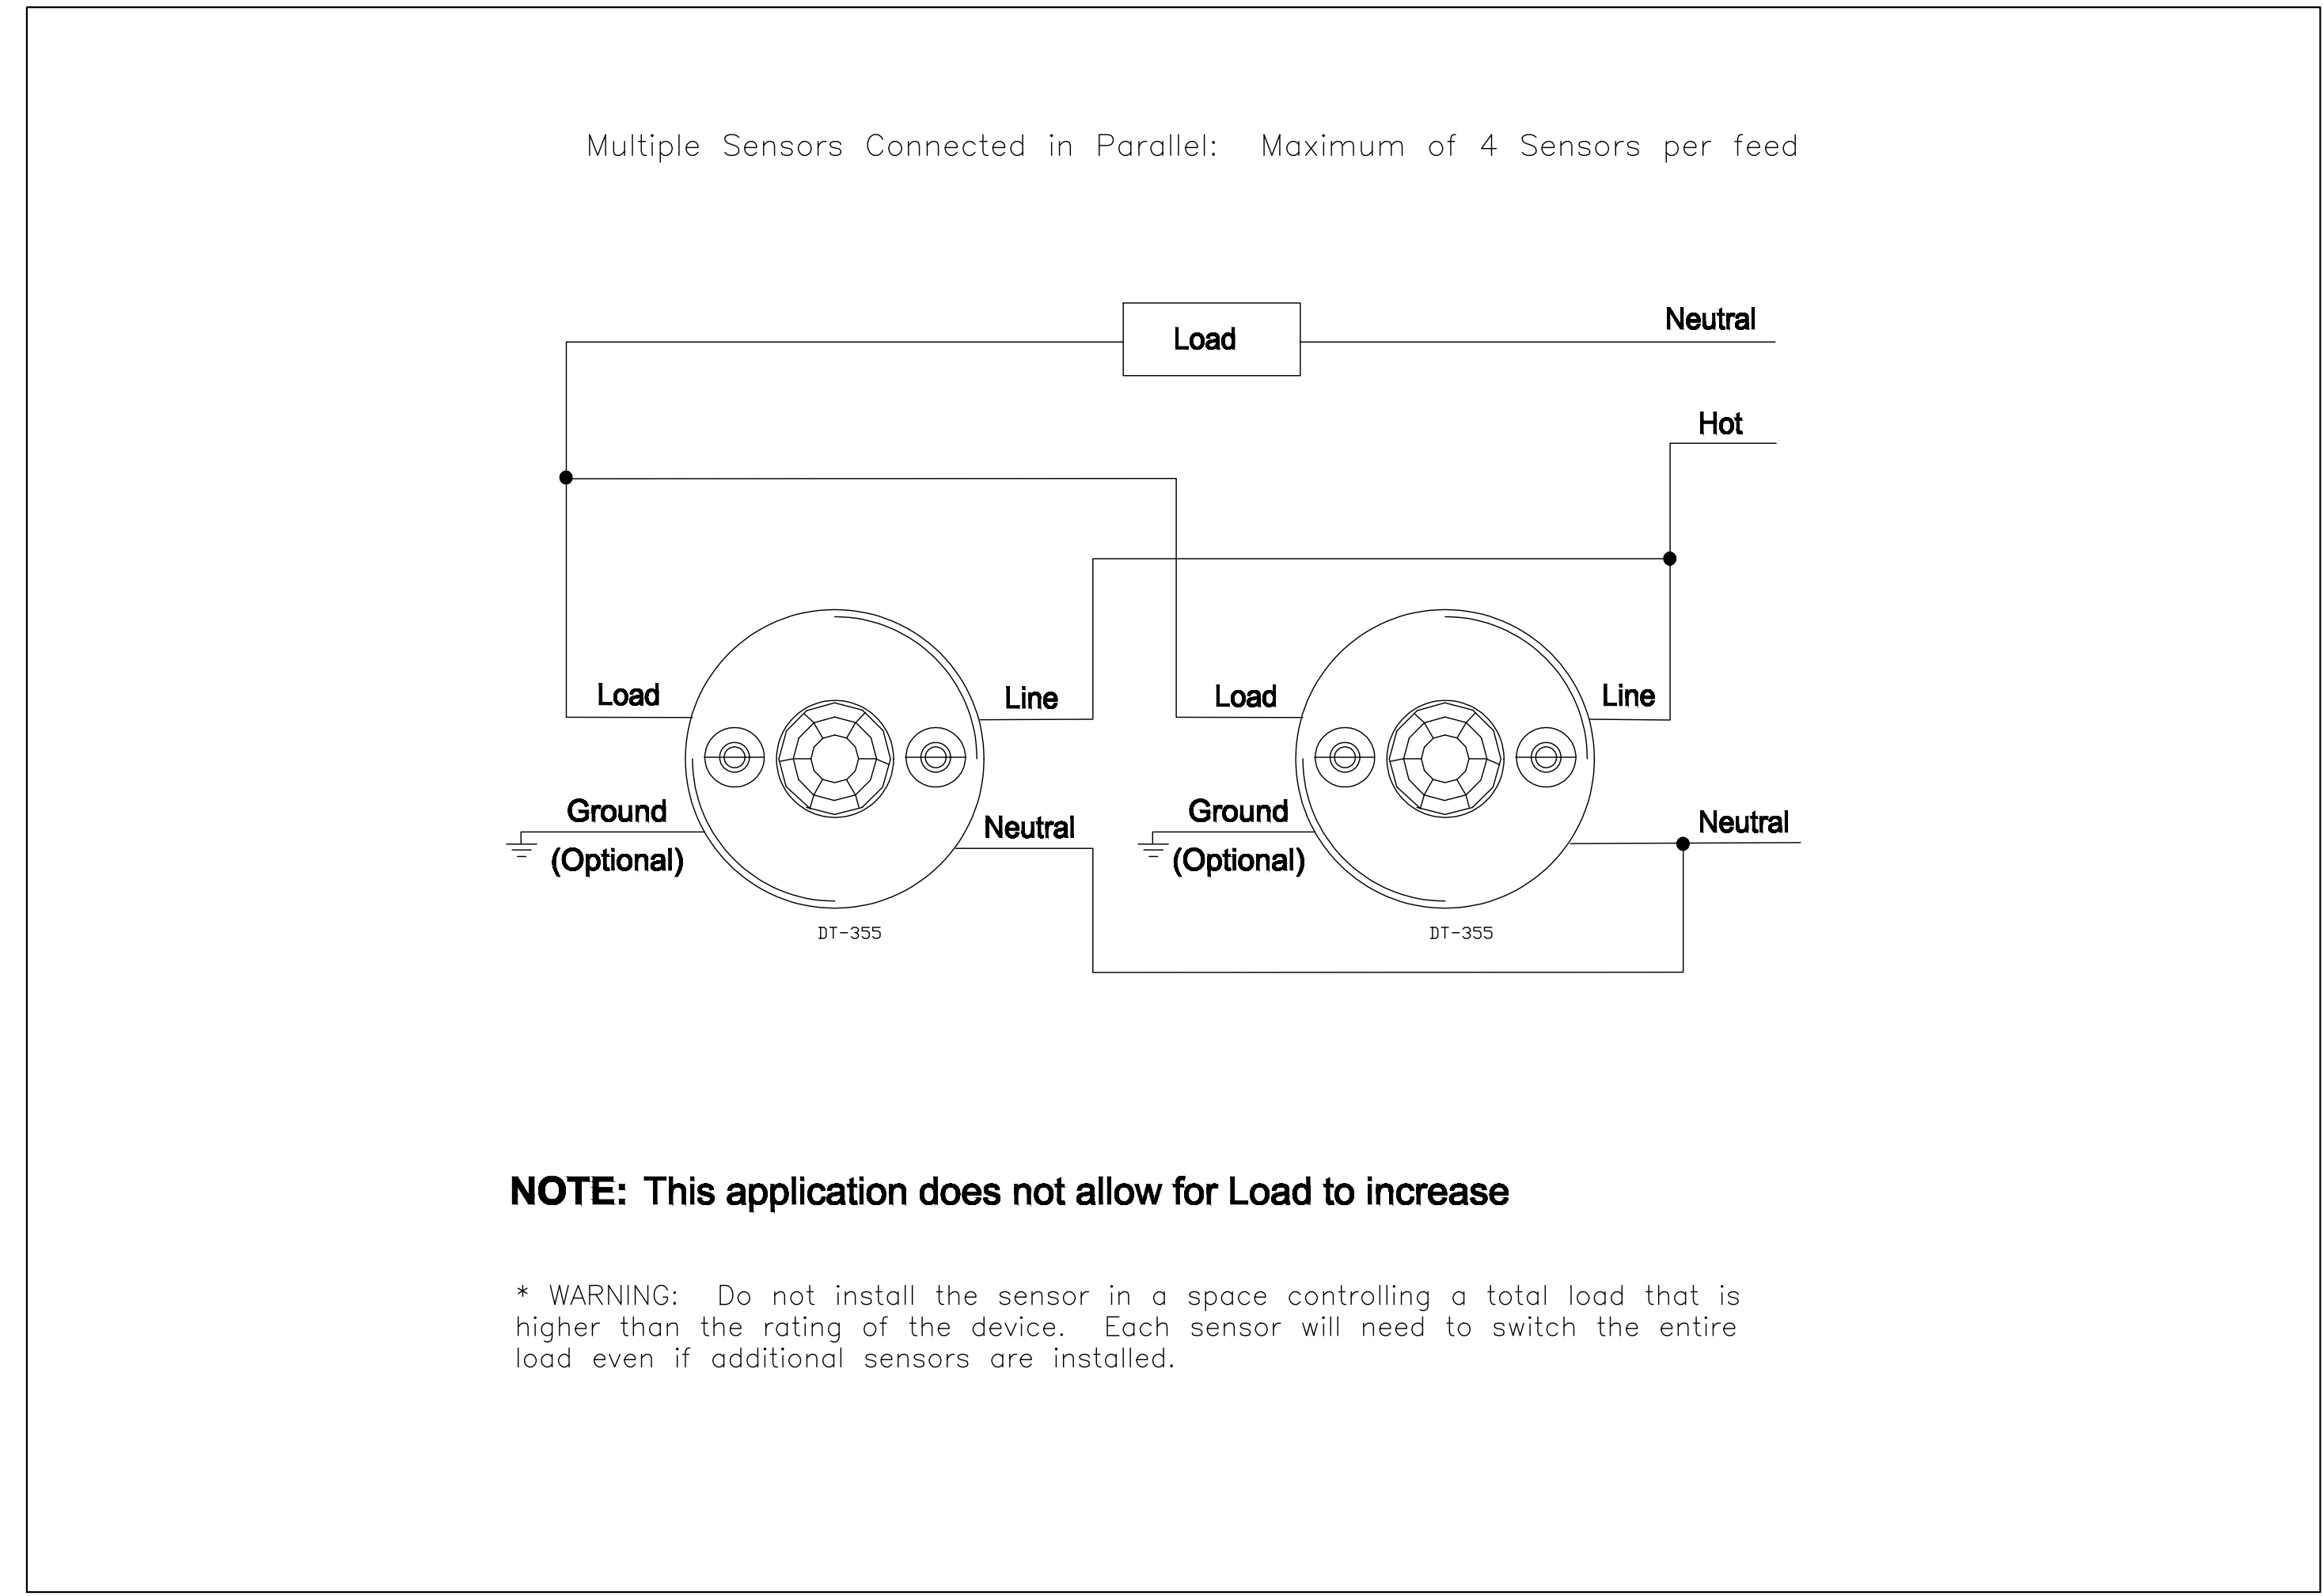 Multiple Sensors Connected in Parallel: Maximum of 4 Sensors per feed
Load
Neutral
Hot
Load
Line
Load
Line
Ground
(Optional)
Neutral
Ground
(Optional)
Neutral
DT-355
DT-355
NOTE: This application does not allow for Load to increase
* WARNING: Do not install the sensor in a space controlling a total load that is
higher than the rating of the device. Each sensor will need to switch the entire
load even if additional sensors are installed.